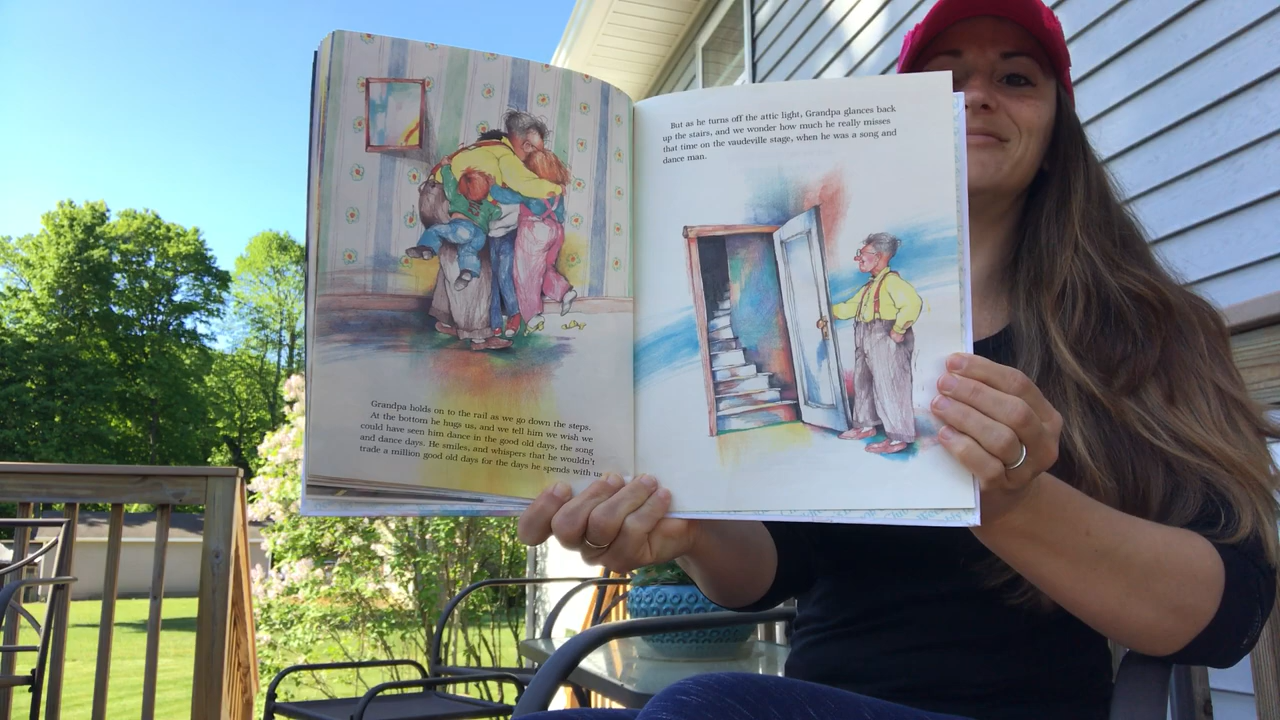 Grandpa holds on to the rail as we go down the steps.
At the bottom he hugs us, and we tell him we wish we
could have seen him dance in the good old days, the song
and dance days. He smiles, and whispers that he wouldn't
trade a million good old days for the days he spends with us
But as he turns off the attic light, Grandpa glances back
up the stairs, and we wonder how much he really misses
that time on the vaudeville stage, when he was a song and
dance man.